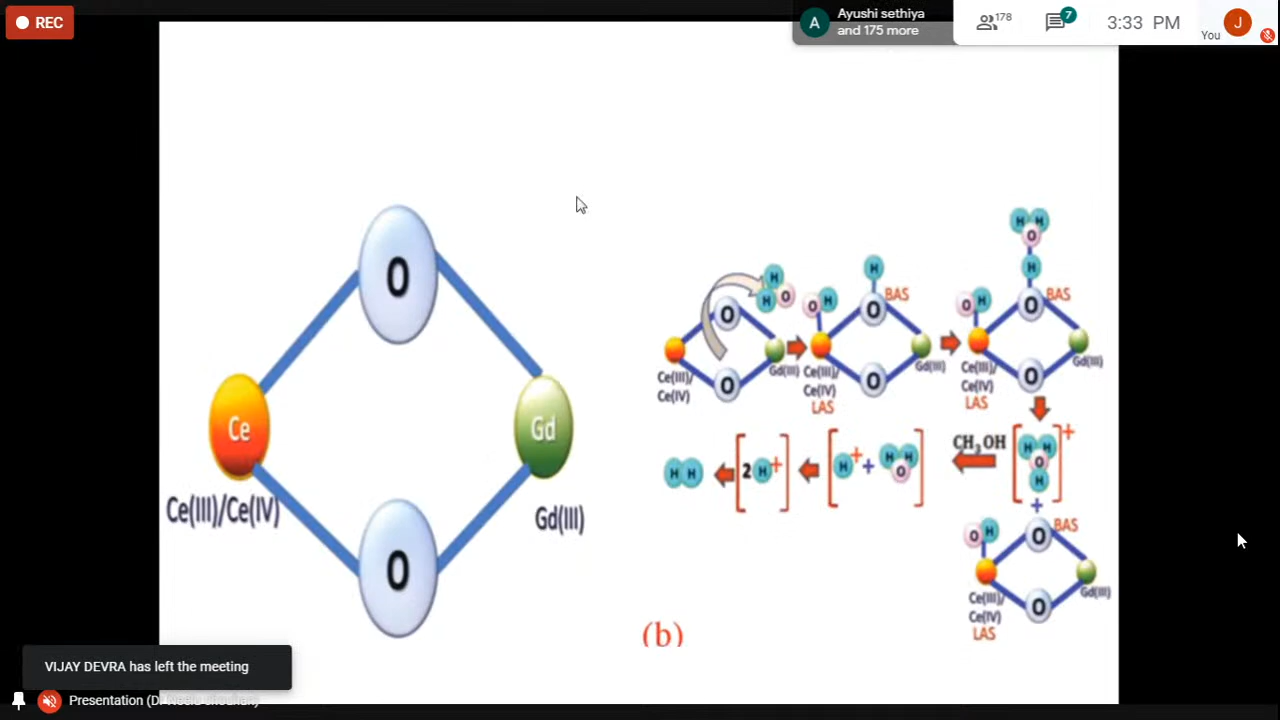 REC
Ayushi sethiya
and 175 more
A
178
7
3:33 PM
You
J
O
Ce
Gd
Ce(III)/Ce(IV)
Gd(III)
O
H
H
O
O
O
Ce(III)/
Ce(IV)
Gd(III)
O H
H
BAS
O
O
Ce(III)/
Ce(IV)
LAS
Gd(III)
H H
O
H
BAS
O H
O
O
Ce(III)/
Ce(IV)
LAS
Gd(III)
H H
O
H
+
CH3OH
H+ + H H
O
2H+
H H
+
BAS
O H
O
O
Ce(III)/
Ce(IV)
LAS
Gd(III)
(b)
VIJAY DEVRA has left the meeting
Presentation